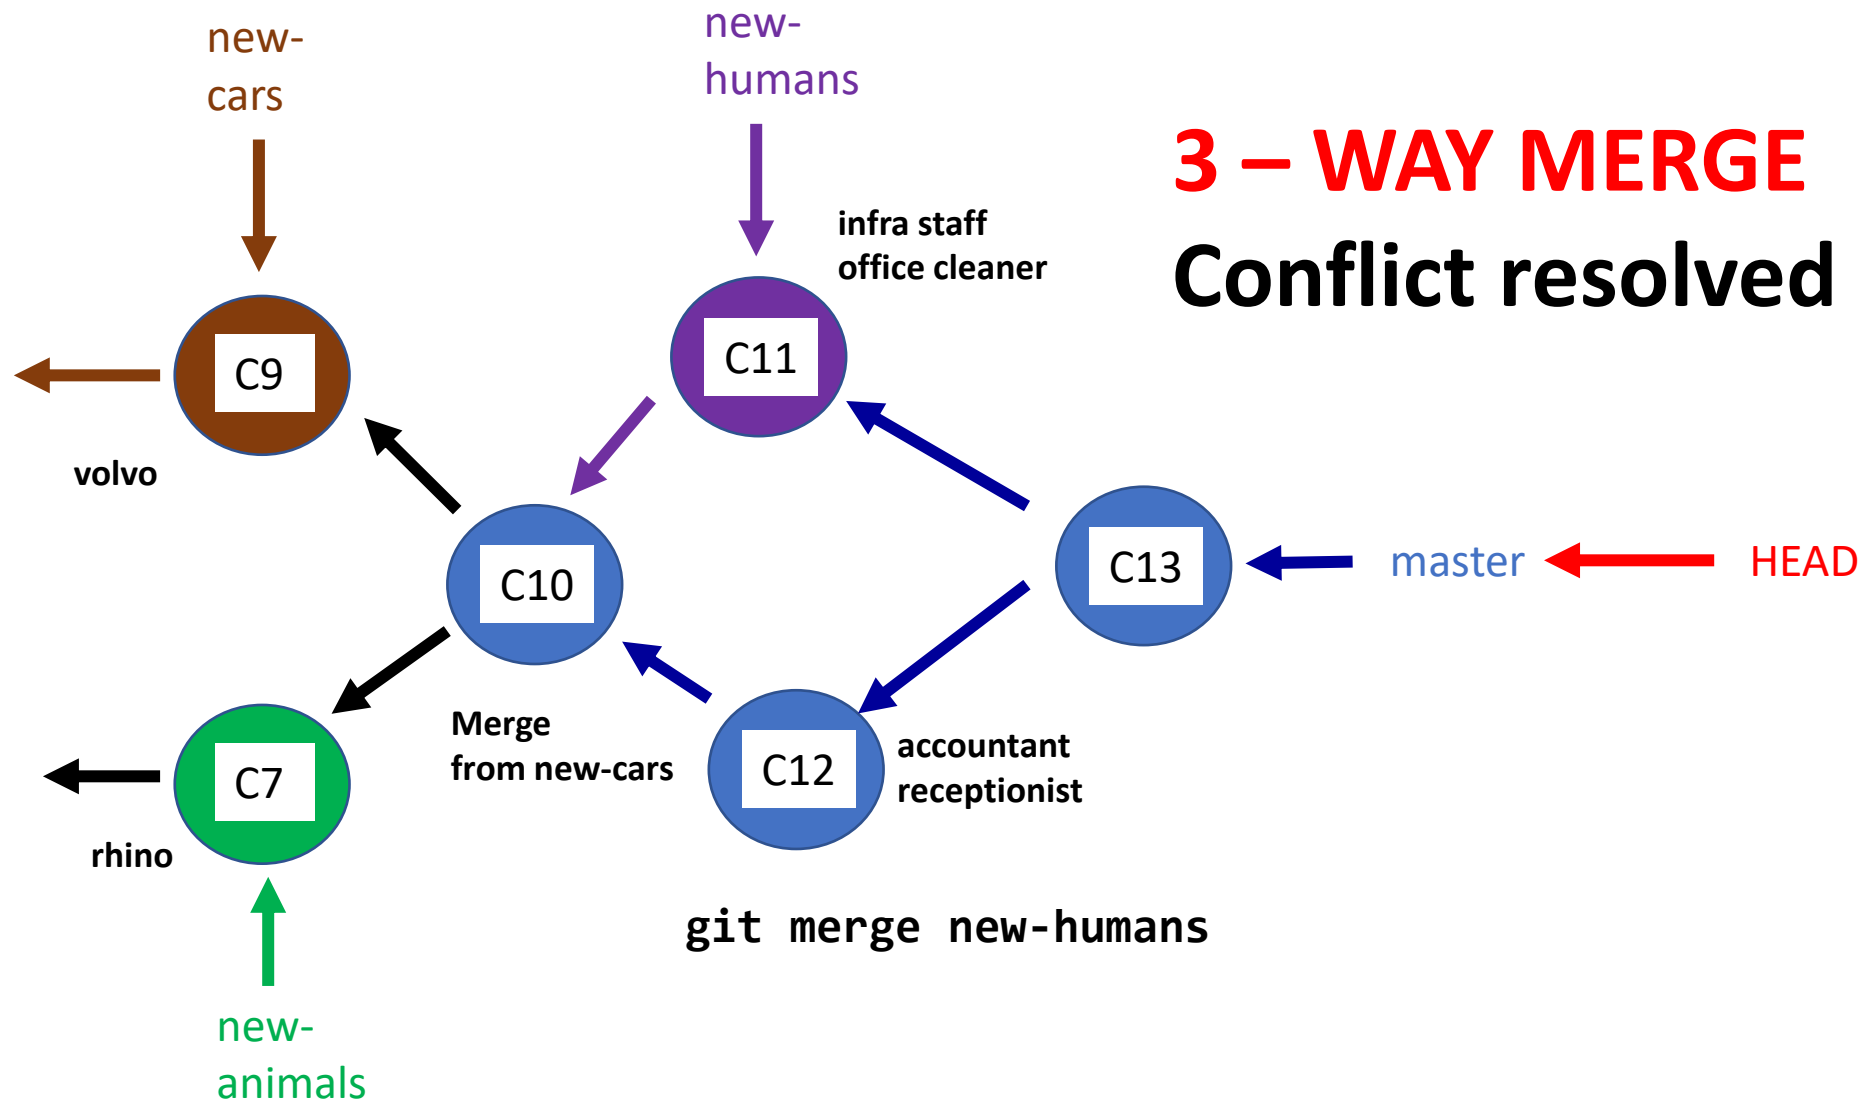 new-
cars
new-
humans
3 – WAY MERGE
Conflict resolved
infra staff
office cleaner
C9
C11
volvo
C10
C13
master
HEAD
Merge
from new-cars
C7
C12
accountant
receptionist
rhino
git merge new-humans
new-
animals